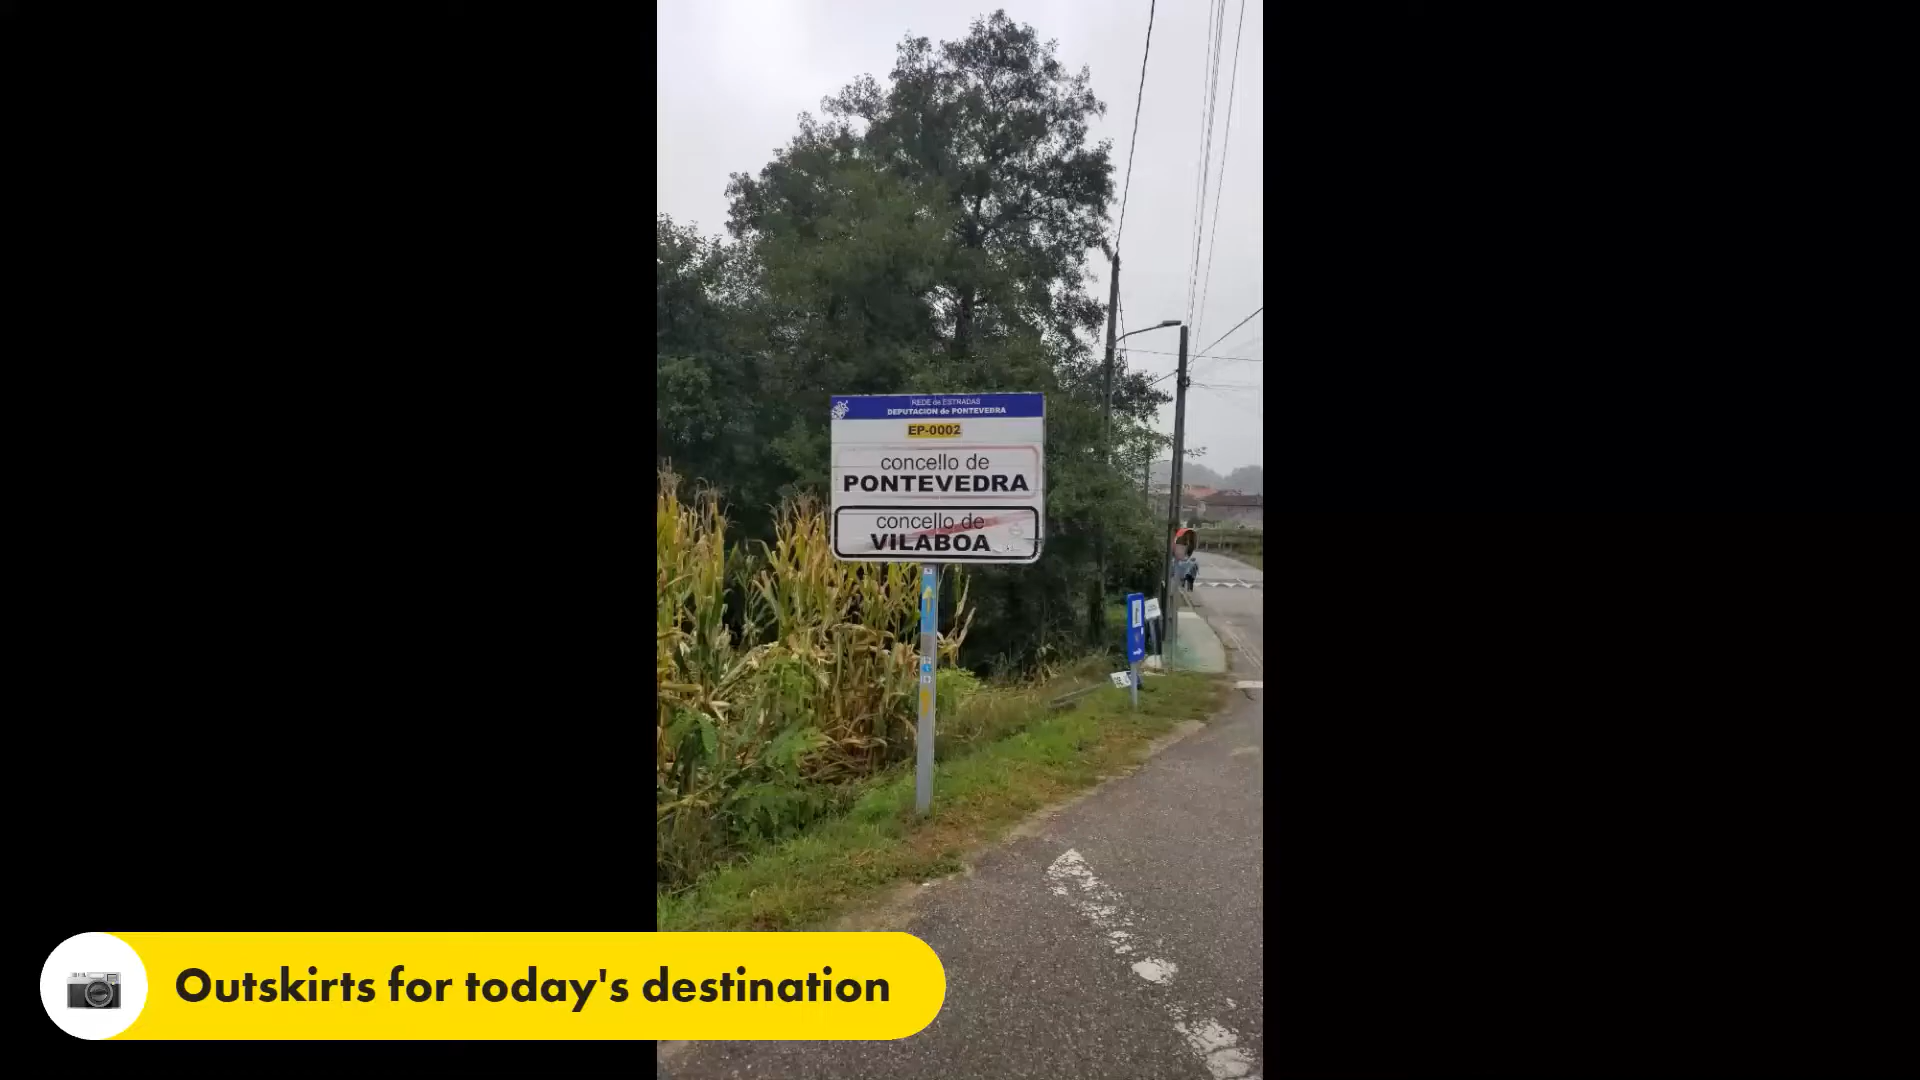 REDE de ESTRADAS
DEPUTACION de PONTEVEDRA
EP-0002
concello de
PONTEVEDRA
concello de
VILABOA
Outskirts for today's destination